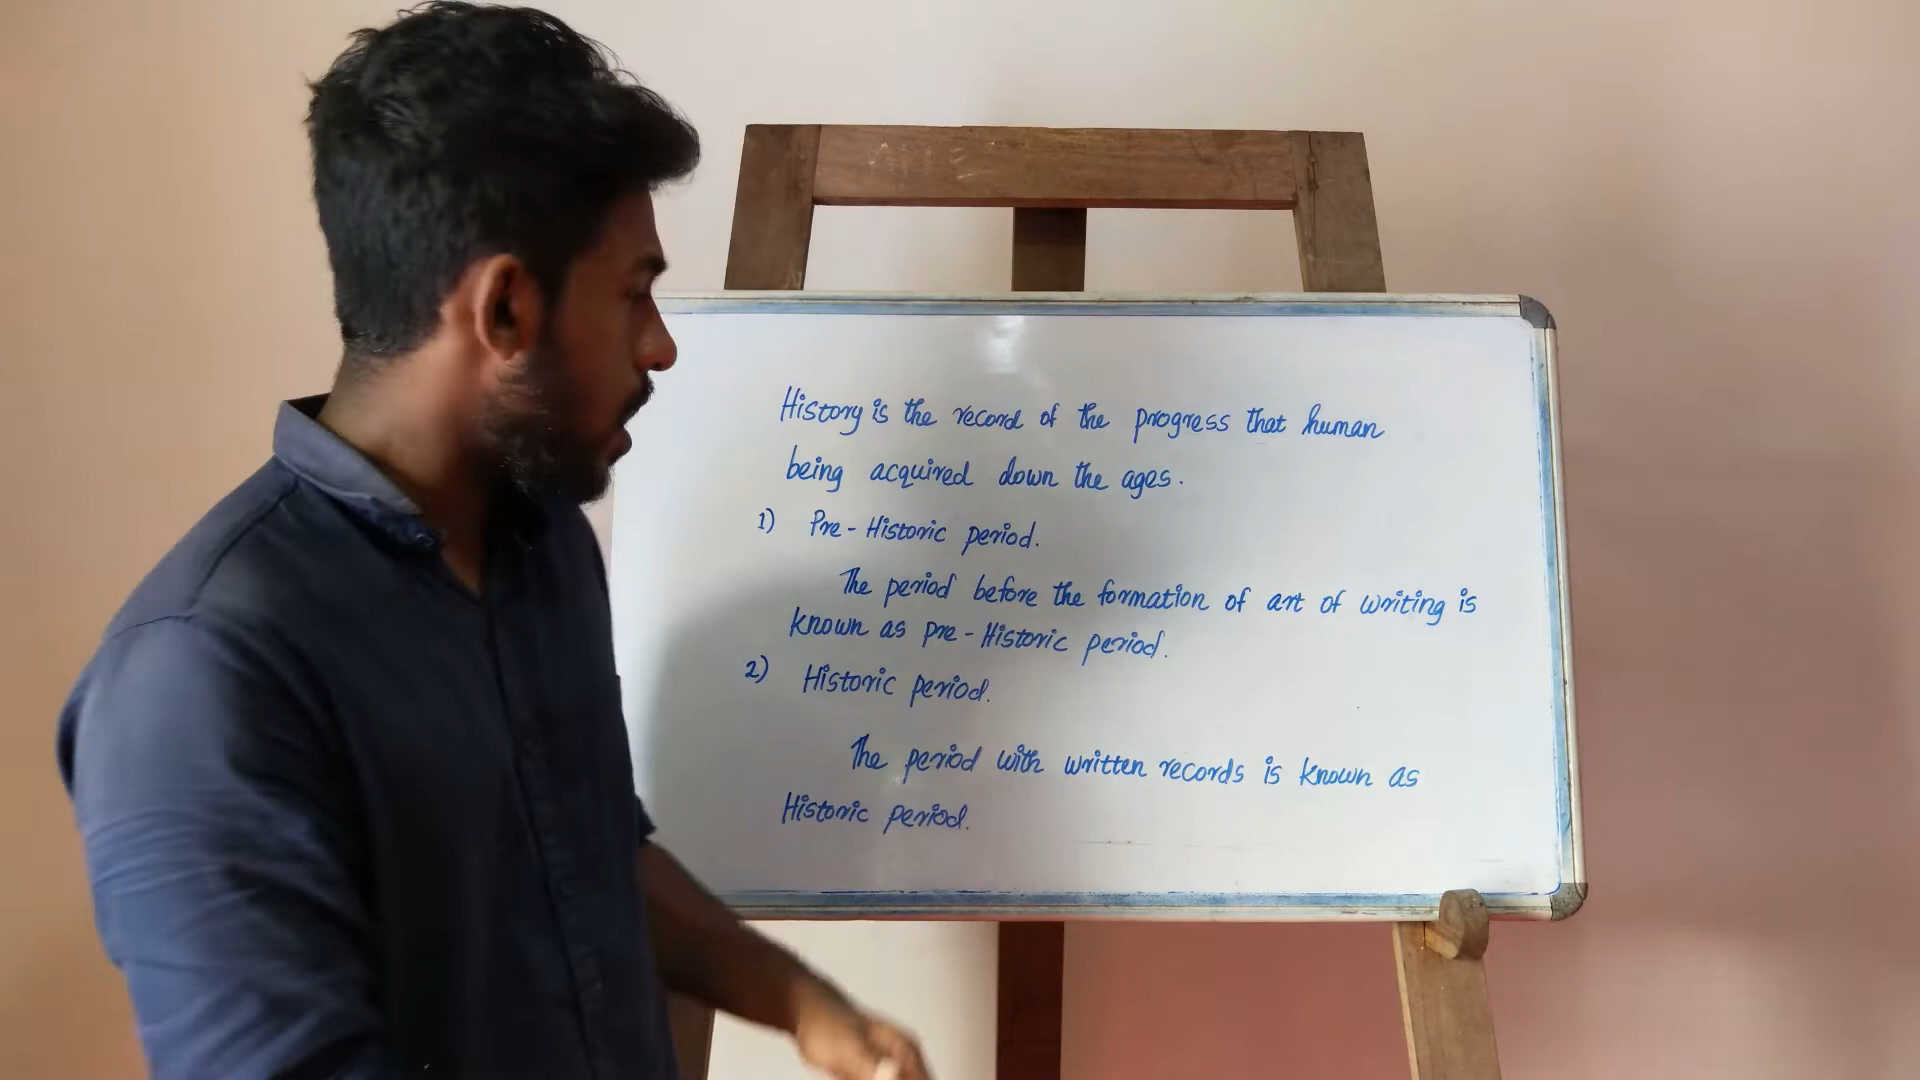 History is the record of the progress that human
being acquired down the ages.
1) Pre-Historic period.
The period before the formation of art of writing is
known as pre-Historic period.
2) Historic period.
The period with written records is known as
Historic period.